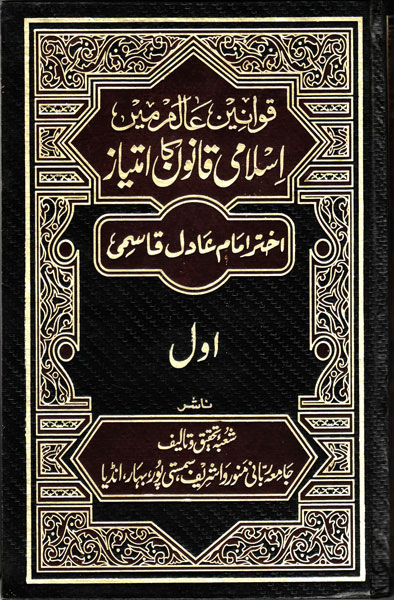 قوانین عالم میں
اسلامی قانون کا امتیاز
اختر امام عادل قاسمی
اول
ناشر
شعبۂ تحقیق و تالیف
جامعہ ربانی منوروا شریف سمستی پور، بہار، انڈیا